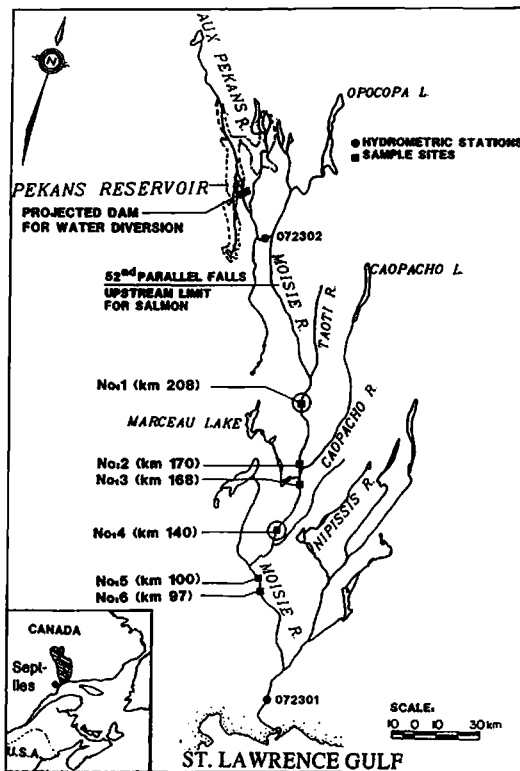 AUX PEKANS R.
N
OPOCOPA L.
HYDROMETRIC STATIONS
SAMPLE SITES
PEKANS RESERVOIR
PROJECTED DAM
FOR WATER DIVERSION
072302
52nd PARALLEL FALLS
UPSTREAM LIMIT
FOR SALMON
MOISIE R.
TAOTI R.
CAOPACHO L.
No:1 (km 208)
MARCEAU LAKE
CAOPACHO R.
No:2 (km 170)
No:3 (km 168)
NIPISSIS R.
No:4 (km 140)
No:5 (km 100)
No:6 (km 97)
MOISIE R.
CANADA
Sept-
Iles
U.S.A.
072301
SCALE:
10 0 10 30km
ST. LAWRENCE GULF